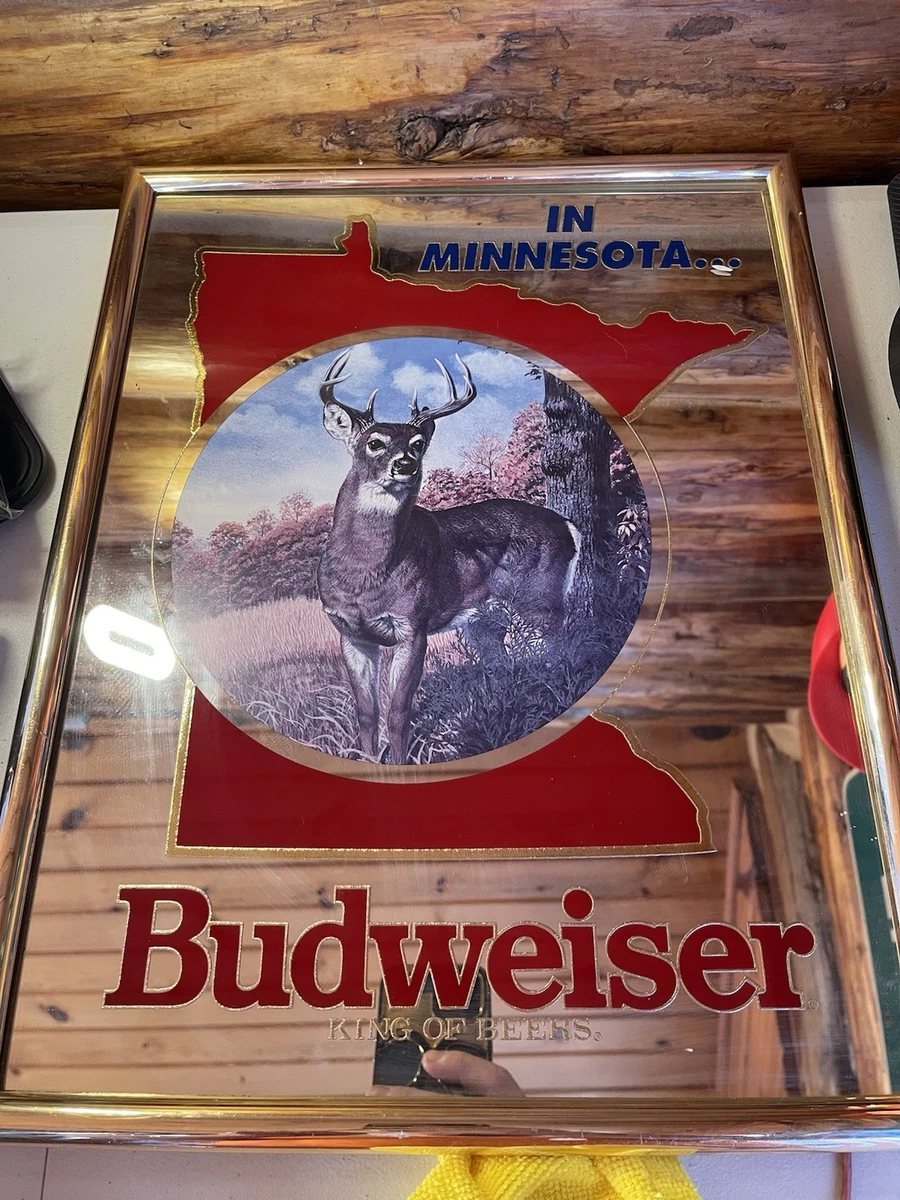 IN
MINNESOTA...
Budweiser®
KING OF BEERS®